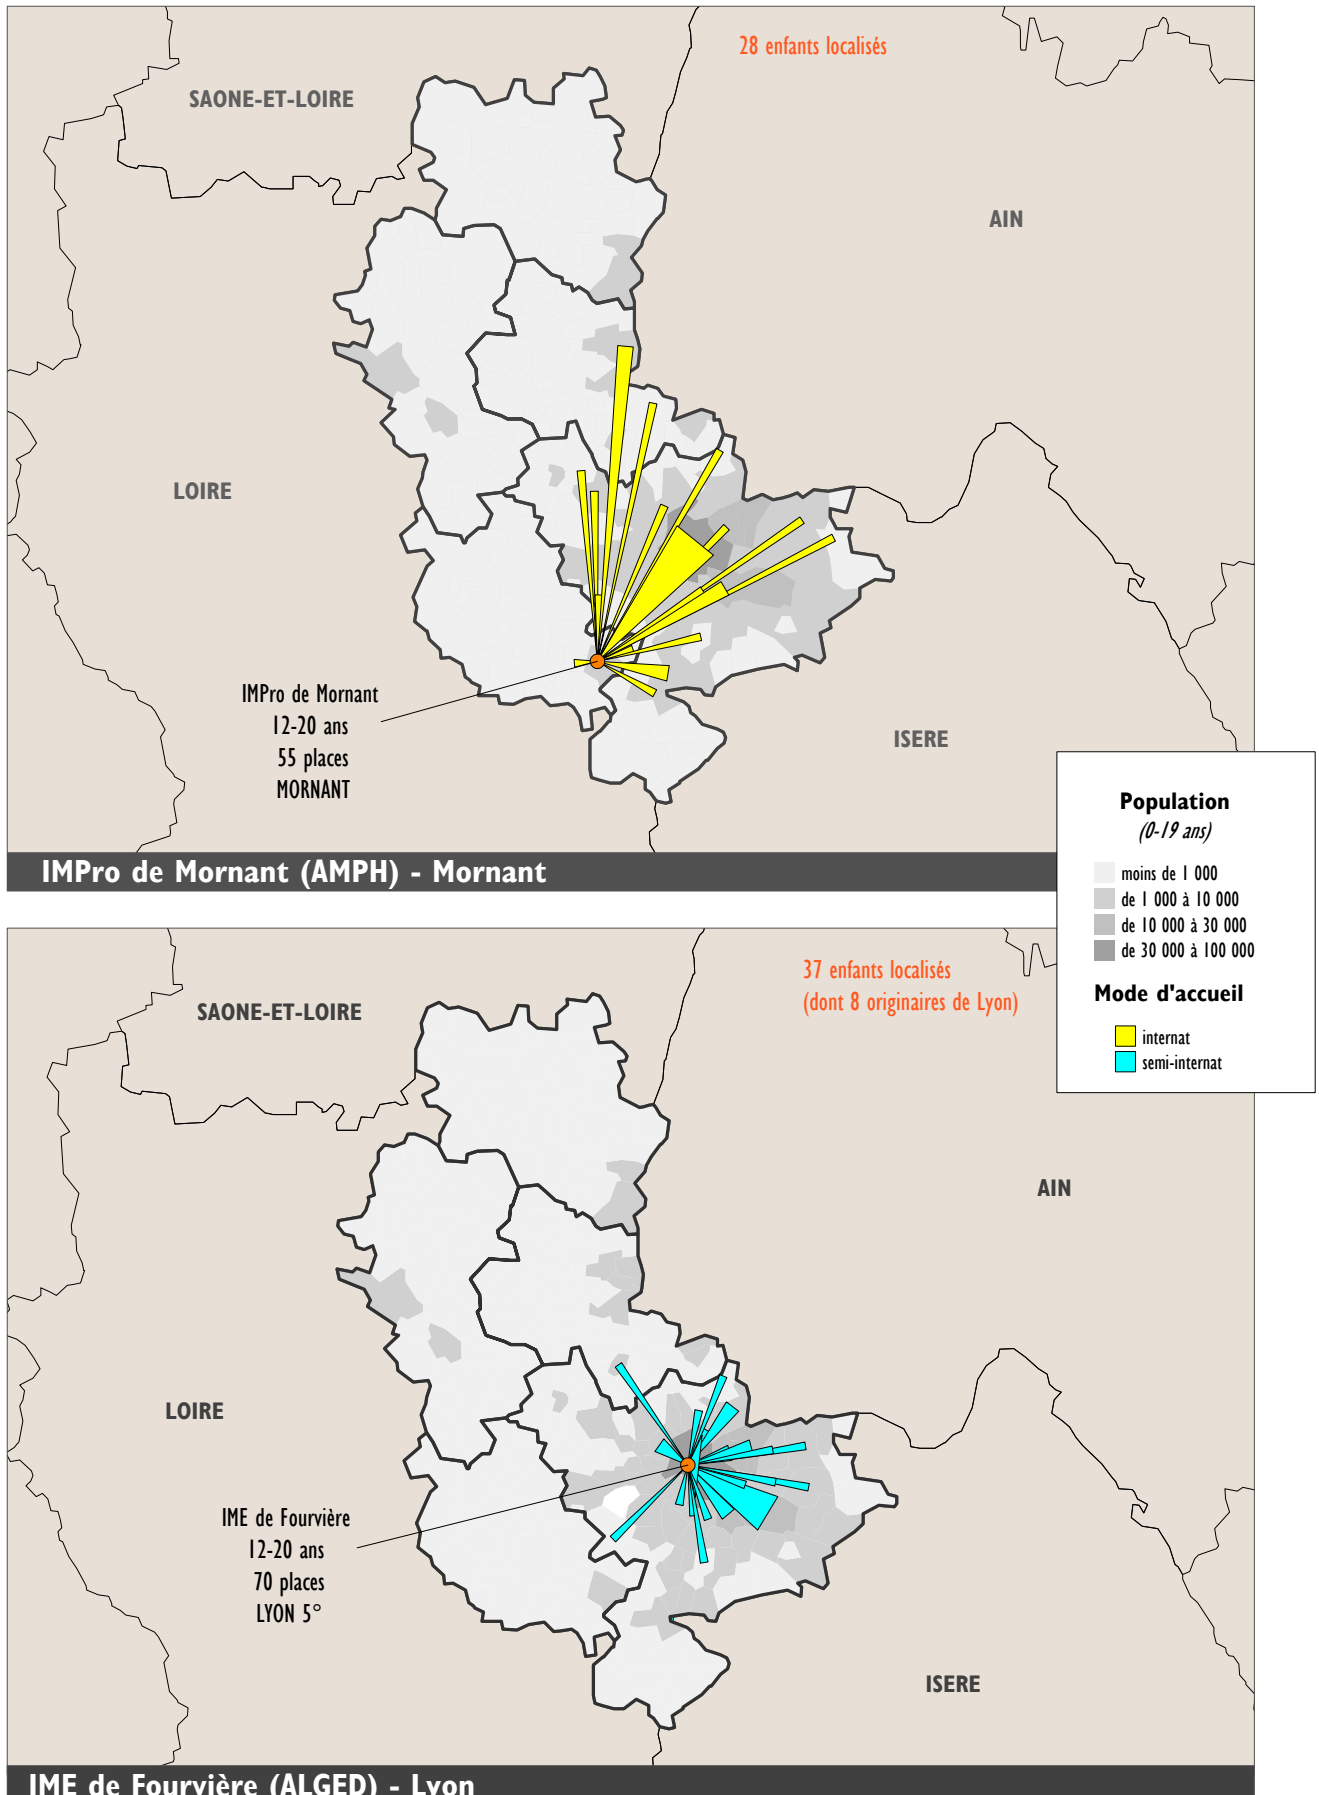 28 enfants localisés
SAONE-ET-LOIRE
AIN
LOIRE
IMPro de Mornant
12-20 ans
55 places
MORNANT
ISERE
IMPro de Mornant (AMPH) - Mornant
Population
(0-19 ans)
moins de 1 000
de 1 000 à 10 000
de 10 000 à 30 000
de 30 000 à 100 000
Mode d'accueil
internat
semi-internat
37 enfants localisés
(dont 8 originaires de Lyon)
SAONE-ET-LOIRE
AIN
LOIRE
IME de Fourvière
12-20 ans
70 places
LYON 5°
ISERE
IME de Fourvière (ALGED) - Lyon